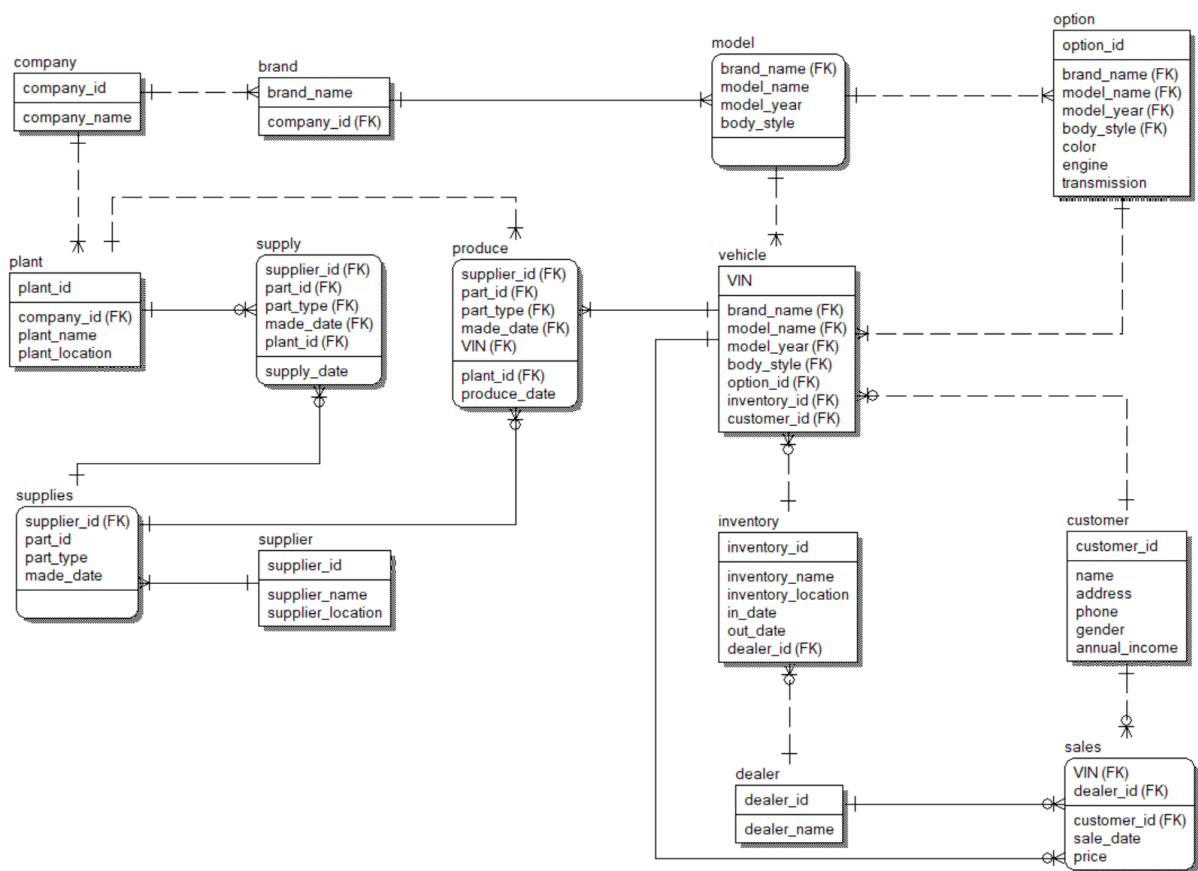 company
company_id
company_name
brand
brand_name
company_id (FK)
model
brand_name (FK)
model_name
model_year
body_style
option
option_id
brand_name (FK)
model_name (FK)
model_year (FK)
body_style (FK)
color
engine
transmission
plant
plant_id
company_id (FK)
plant_name
plant_location
supply
supplier_id (FK)
part_id (FK)
part_type (FK)
made_date (FK)
plant_id (FK)
supply_date
produce
supplier_id (FK)
part_id (FK)
part_type (FK)
made_date (FK)
VIN (FK)
plant_id (FK)
produce_date
vehicle
VIN
brand_name (FK)
model_name (FK)
model_year (FK)
body_style (FK)
option_id (FK)
inventory_id (FK)
customer_id (FK)
supplies
supplier_id (FK)
part_id
part_type
made_date
supplier
supplier_id
supplier_name
supplier_location
inventory
inventory_id
inventory_name
inventory_location
in_date
out_date
dealer_id (FK)
customer
customer_id
name
address
phone
gender
annual_income
dealer
dealer_id
dealer_name
sales
VIN (FK)
dealer_id (FK)
customer_id (FK)
sale_date
price